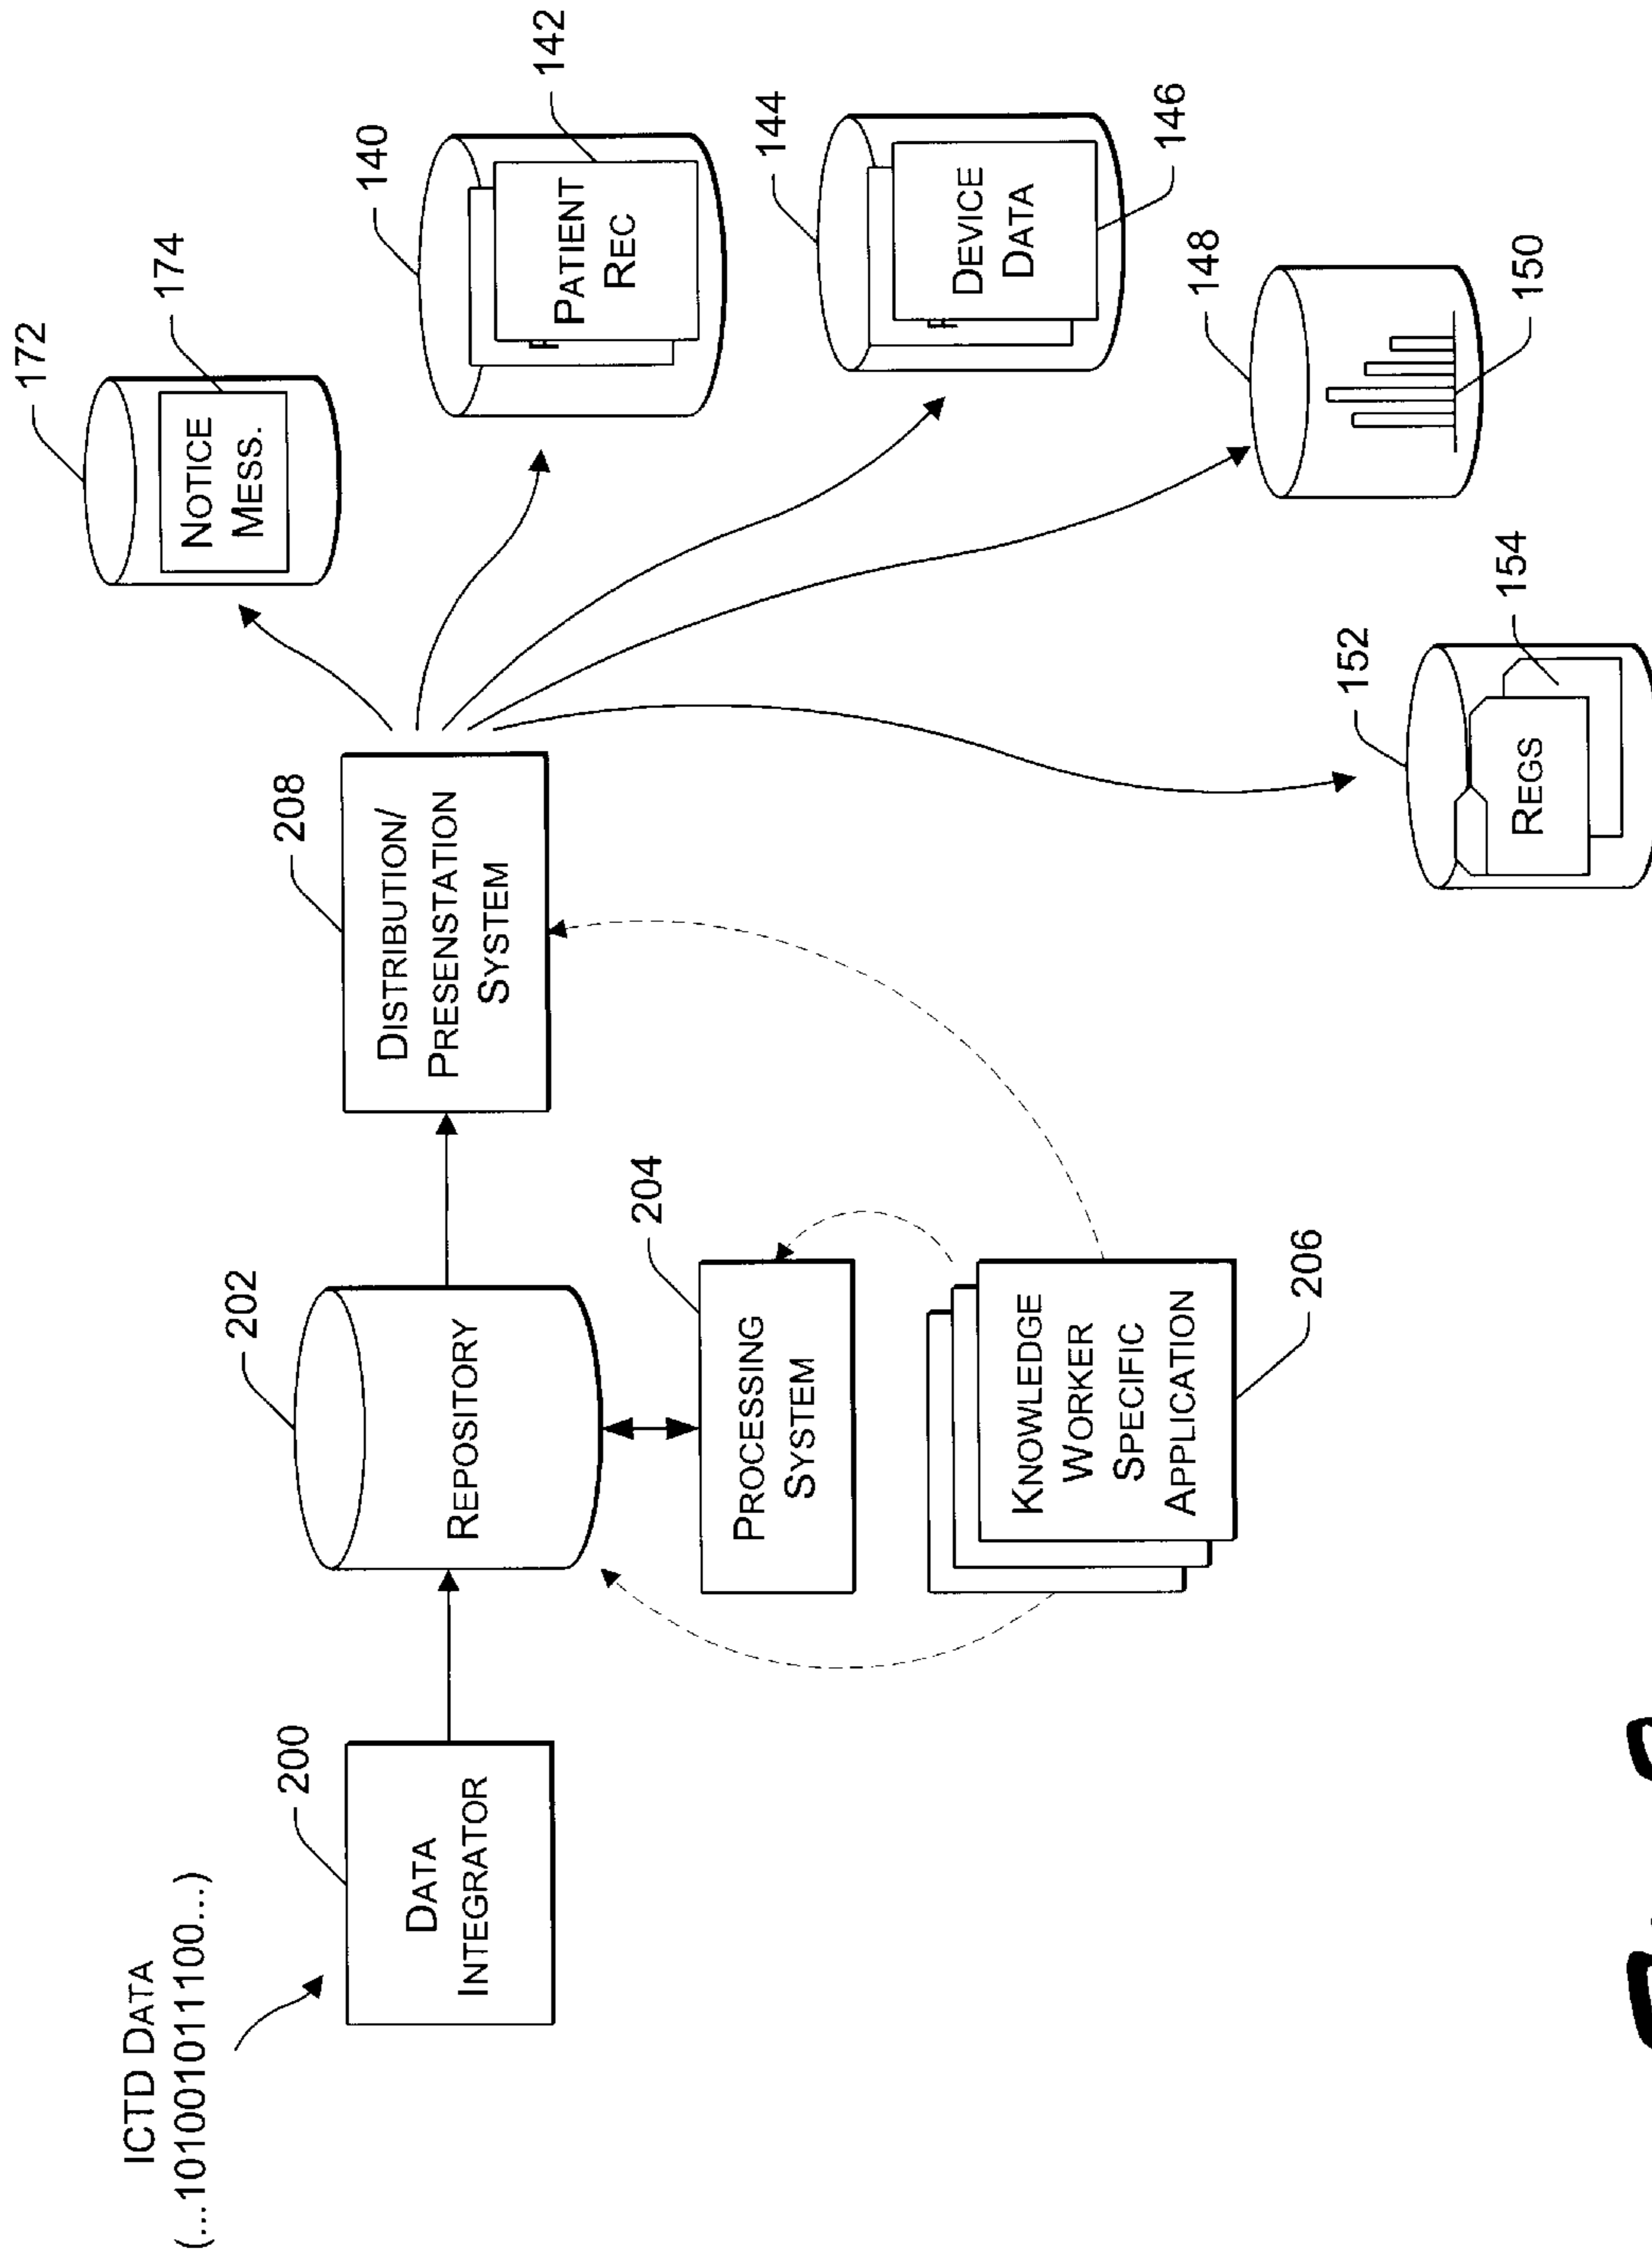 ICTD DATA
(...10100101011100...)
200
DATA
INTEGRATOR
202
REPOSITORY
204
PROCESSING
SYSTEM
KNOWLEDGE
WORKER
SPECIFIC
APPLICATION
206
208
DISTRIBUTION/
PRESENSTATION
SYSTEM
172
174
NOTICE
MESS.
140
142
PATIENT
REC
144
DEVICE
DATA
146
148
150
152
154
REGS